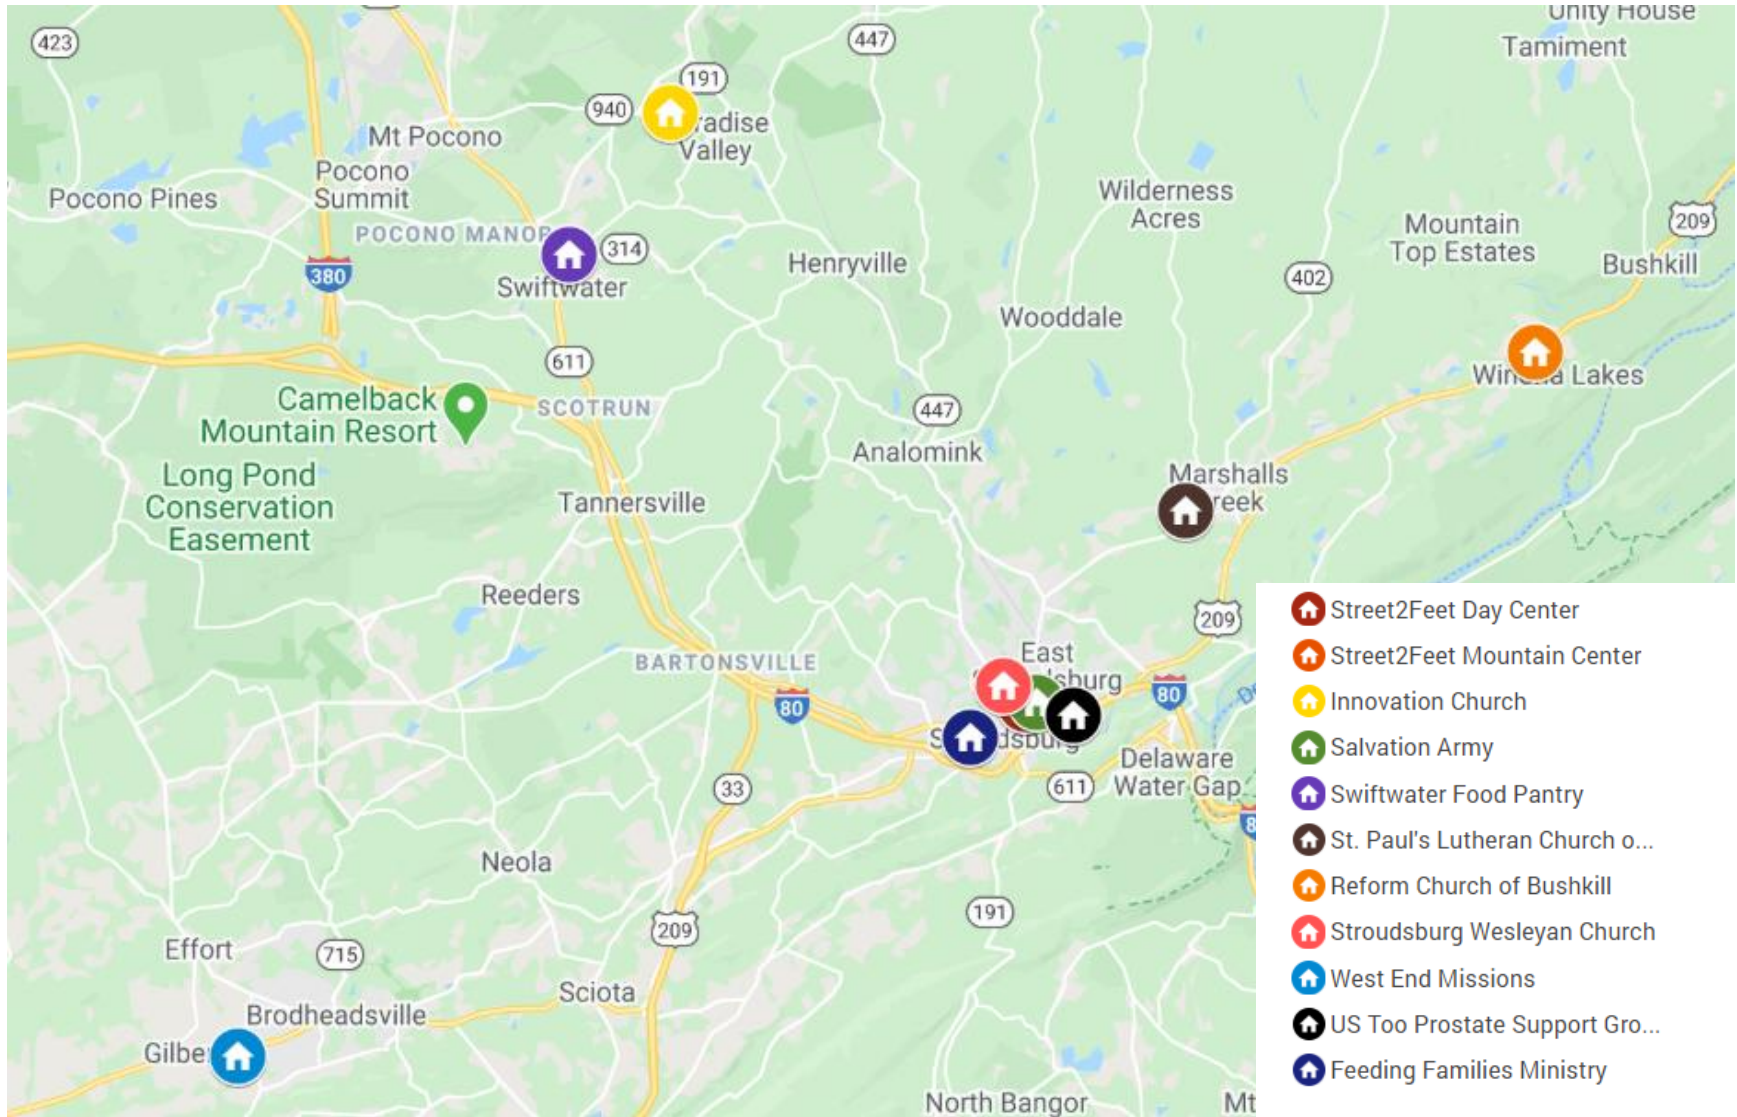 Unity House
Tamiment
423
447
191
940
radise
Valley
Mt Pocono
Pocono
Summit
Pocono Pines
POCONO MANOR
314
Swiftwater
380
Henryville
Wilderness
Acres
Mountain
Top Estates
209
Bushkill
402
Wooddale
611
Camelback
Mountain Resort
SCOTRUN
Lakes
447
Analomink
Long Pond
Conservation
Easement
Tannersville
Marshalls
reek
Reeders
209
BARTONSVILLE
East
sburg
80
80
dsburg
Delaware
Water Gap
611
33
8
Neola
191
209
Effort
715
Sciota
Brodheadsville
Gilbe
North Bangor
Mt
Street2Feet Day Center
Street2Feet Mountain Center
Innovation Church
Salvation Army
Swiftwater Food Pantry
St. Paul's Lutheran Church o...
Reform Church of Bushkill
Stroudsburg Wesleyan Church
West End Missions
US Too Prostate Support Gro...
Feeding Families Ministry